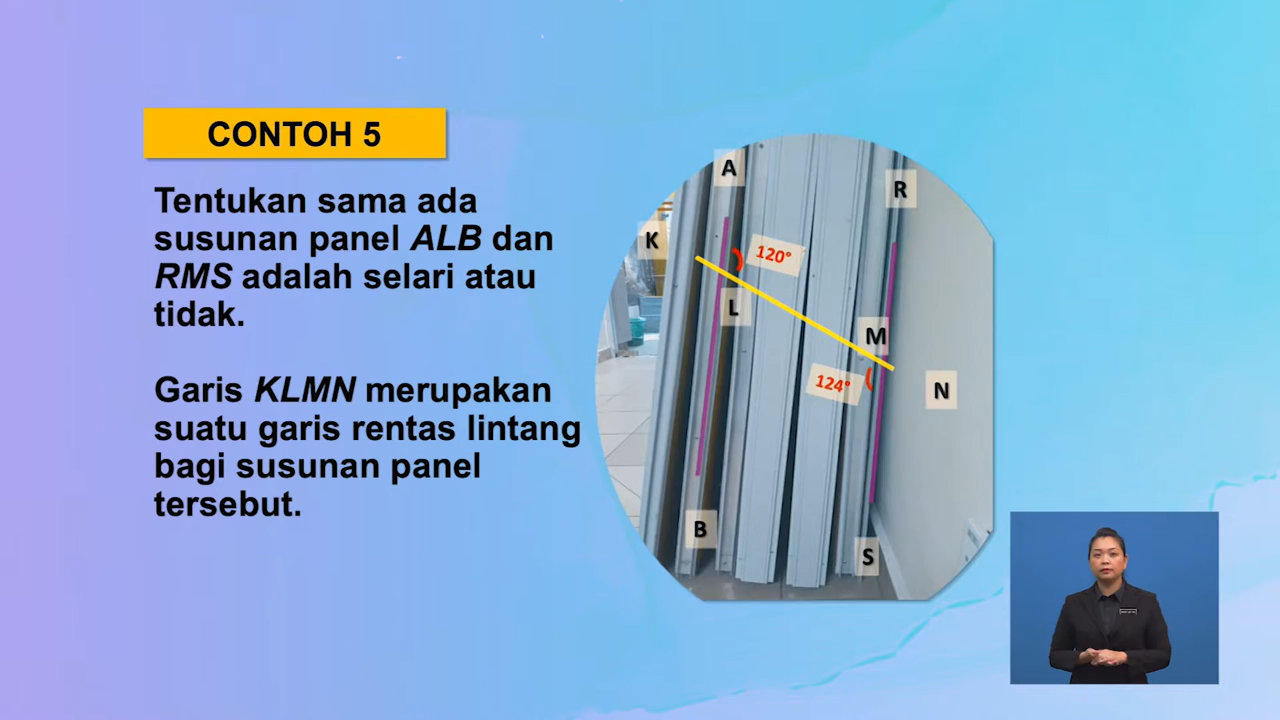 CONTOH 5
Tentukan sama ada
susunan panel ALB dan
RMS adalah selari atau
tidak.
Garis KLMN merupakan
suatu garis rentas lintang
bagi susunan panel
tersebut.
A
R
K
120°
L
M
124°
N
B
S